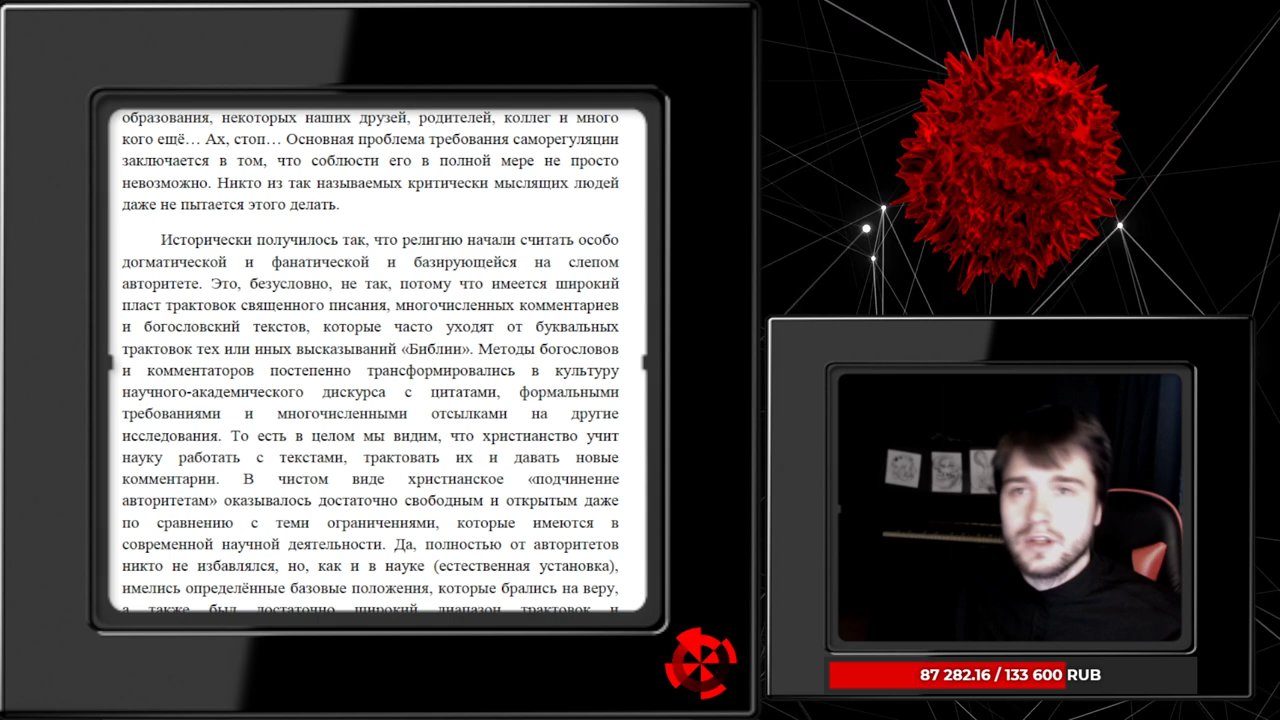 образования, некоторых наших друзей, родителей, коллег и много
кого ещё… Ах, стоп… Основная проблема требования саморегуляции
заключается в том, что соблюсти его в полной мере не просто
невозможно. Никто из так называемых критически мыслящих людей
даже не пытается этого делать.
Исторически получилось так, что религию начали считать особо
догматической и фанатической и базирующейся на слепом
авторитете. Это, безусловно, не так, потому что имеется широкий
пласт трактовок священного писания, многочисленных комментариев
и богословский текстов, которые часто уходят от буквальных
трактовок тех или иных высказываний «Библии». Методы богословов
и комментаторов постепенно трансформировались в культуру
научного-академического дискурса с цитатами, формальными
требованиями и многочисленными отсылками на другие
исследования. То есть в целом мы видим, что христианство учит
науку работать с текстами, трактовать их и давать новые
комментарии. В чистом виде христианское «подчинение
авторитетам» оказывалось достаточно свободным и открытым даже
по сравнению с теми ограничениями, которые имеются в
современной научной деятельности. Да, полностью от авторитетов
никто не избавлялся, но, как и в науке (естественная установка),
имелись определённые базовые положения, которые брались на веру,
а также был достаточно широкий диапазон трактовок и
87 282.16 / 133 600 RUB